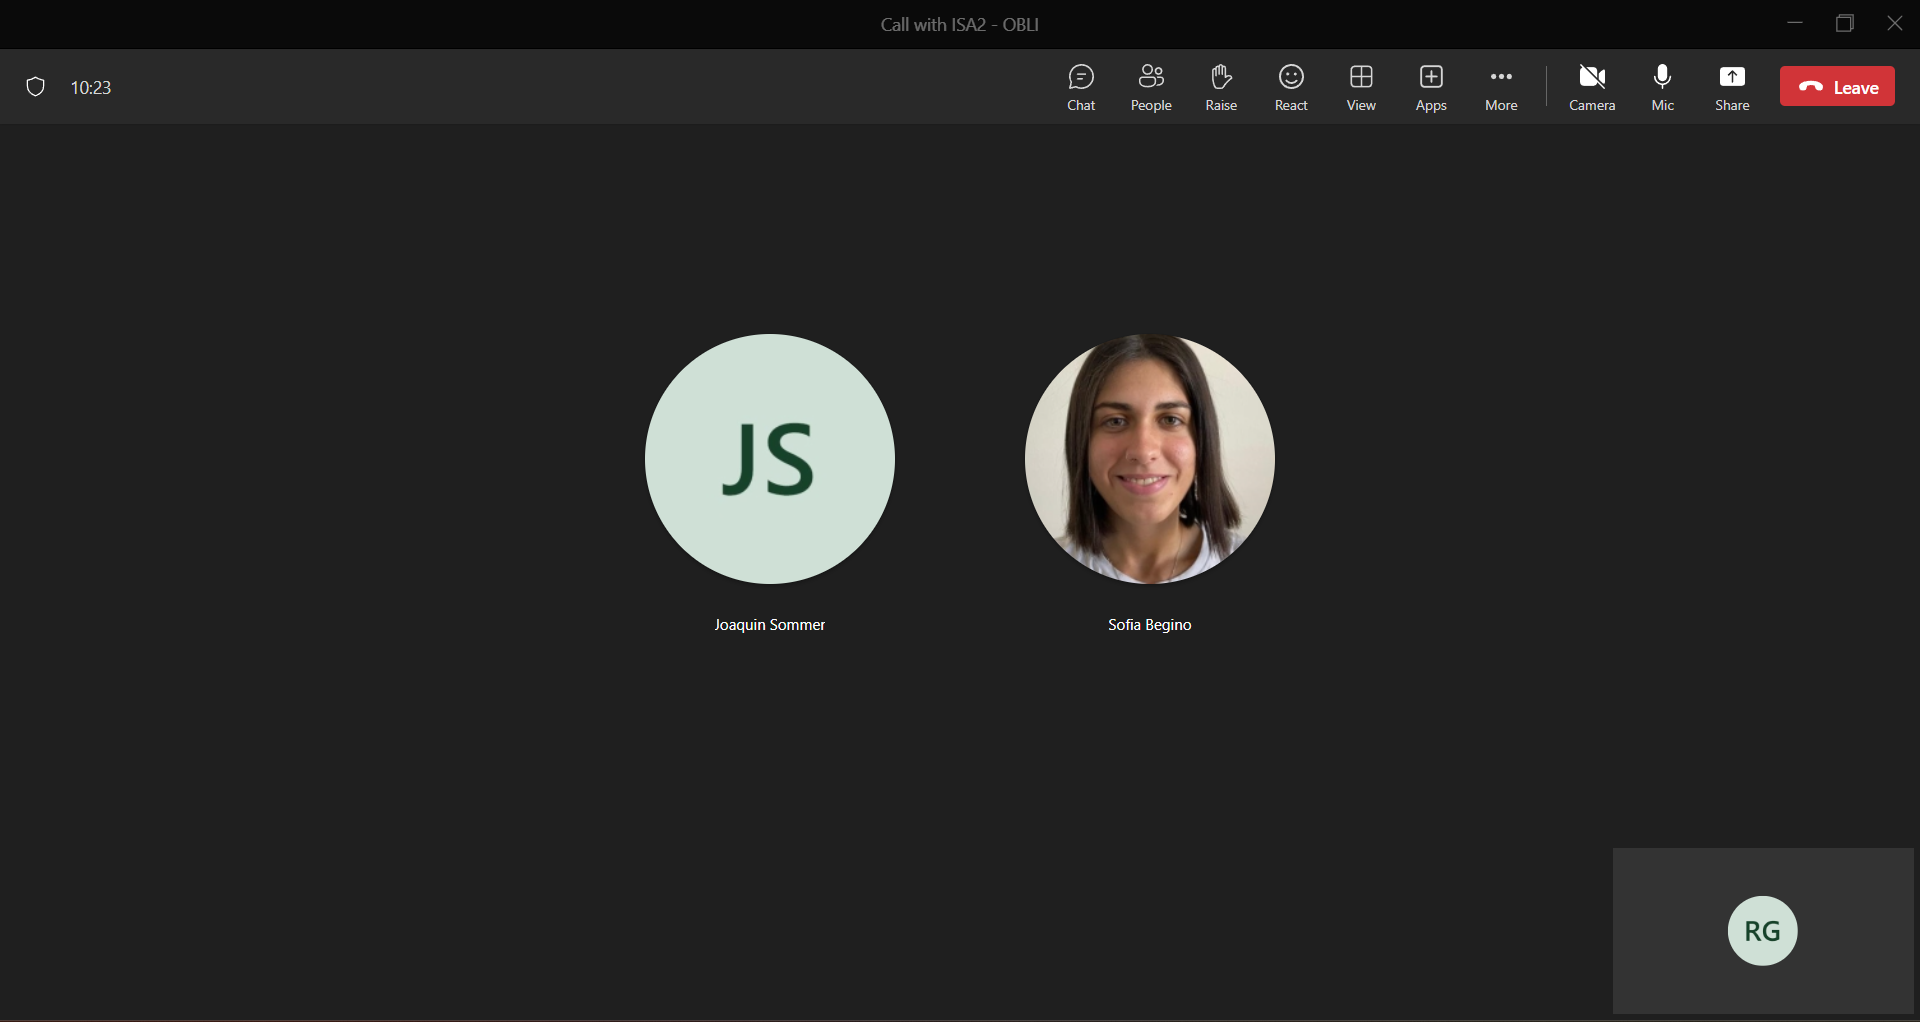 Call with ISA2 - OBLI
10:23
Chat People Raise React View Apps More Camera Mic Share Leave
JS
Joaquin Sommer Sofia Begino
RG